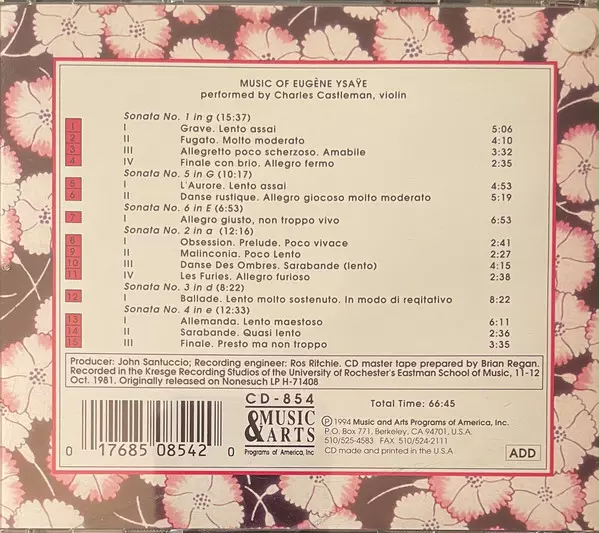 MUSIC OF EUGÈNE YSAŸE
performed by Charles Castleman, violin
Sonata No. 1 in g (15:37)
1 I Grave. Lento assai 5:06
2 II Fugato. Molto moderato 4:10
3 III Allegretto poco scherzoso. Amabile 3:32
4 IV Finale con brio. Allegro fermo 2:35
Sonata No. 5 in G (10:17)
5 I L'Aurore. Lento assai 4:53
6 II Danse rustique. Allegro giocoso molto moderato 5:19
Sonata No. 6 in E (6:53)
7 I Allegro giusto, non troppo vivo 6:53
Sonata No. 2 in a (12:16)
8 I Obsession. Prelude. Poco vivace 2:41
9 II Malinconia. Poco Lento 2:27
10 III Danse Des Ombres. Sarabande (lento) 4:15
11 IV Les Furies. Allegro furioso 2:38
Sonata No. 3 in d (8:22)
12 I Ballade. Lento molto sostenuto. In modo di reqitativo 8:22
Sonata No. 4 in e (12:33)
13 I Allemanda. Lento maestoso 6:11
14 II Sarabande. Quasi lento 2:36
15 III Finale. Presto ma non troppo 3:35
Producer: John Santuccio; Recording engineer: Ros Ritchie. CD master tape prepared by Brian Regan.
Recorded in the Kresge Recording Studios of the University of Rochester's Eastman School of Music, 11-12
Oct. 1981. Originally released on Nonesuch LP H-71408
0 17685 08542 0
CD-854
MUSIC
& ARTS
Programs of America, Inc
Total Time: 66:45
℗ 1994 Music and Arts Programs of America, Inc.
P.O. Box 771, Berkeley, CA 94701, U.S.A.
510/525-4583 FAX 510/524-2111
CD made and printed in the U.S.A
ADD